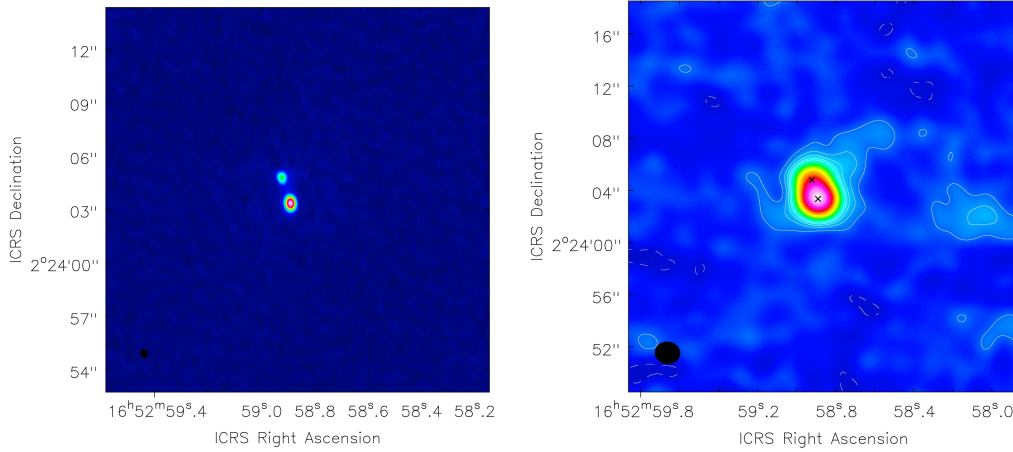 12''
09''
06''
03''
2°24'00''
57''
54''
16ʰ52ᵐ59ˢ.4
59ˢ.0
58ˢ.8
58ˢ.6
58ˢ.4
58ˢ.2
ICRS Declination
ICRS Right Ascension
16''
12''
08''
04''
2°24'00''
56''
52''
16ʰ52ᵐ59ˢ.8
59ˢ.2
58ˢ.8
58ˢ.4
58ˢ.0
ICRS Declination
ICRS Right Ascension